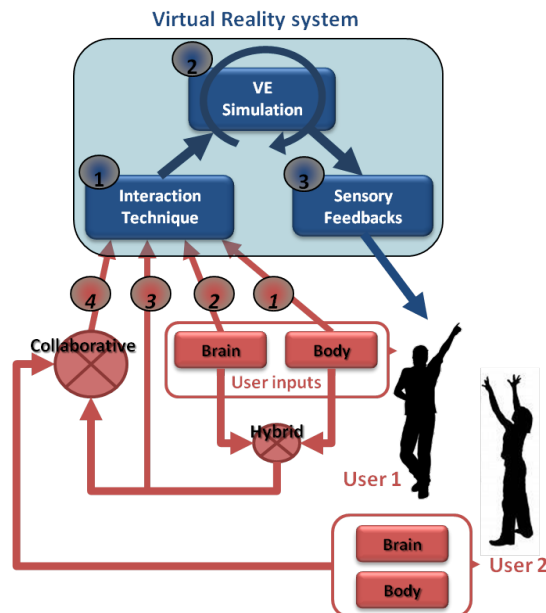 Virtual Reality system
2
VE
Simulation
1
Interaction
Technique
3
Sensory
Feedbacks
4
3
2
1
Collaborative
Brain
Body
User inputs
Hybrid
User 1
Brain
Body
User 2